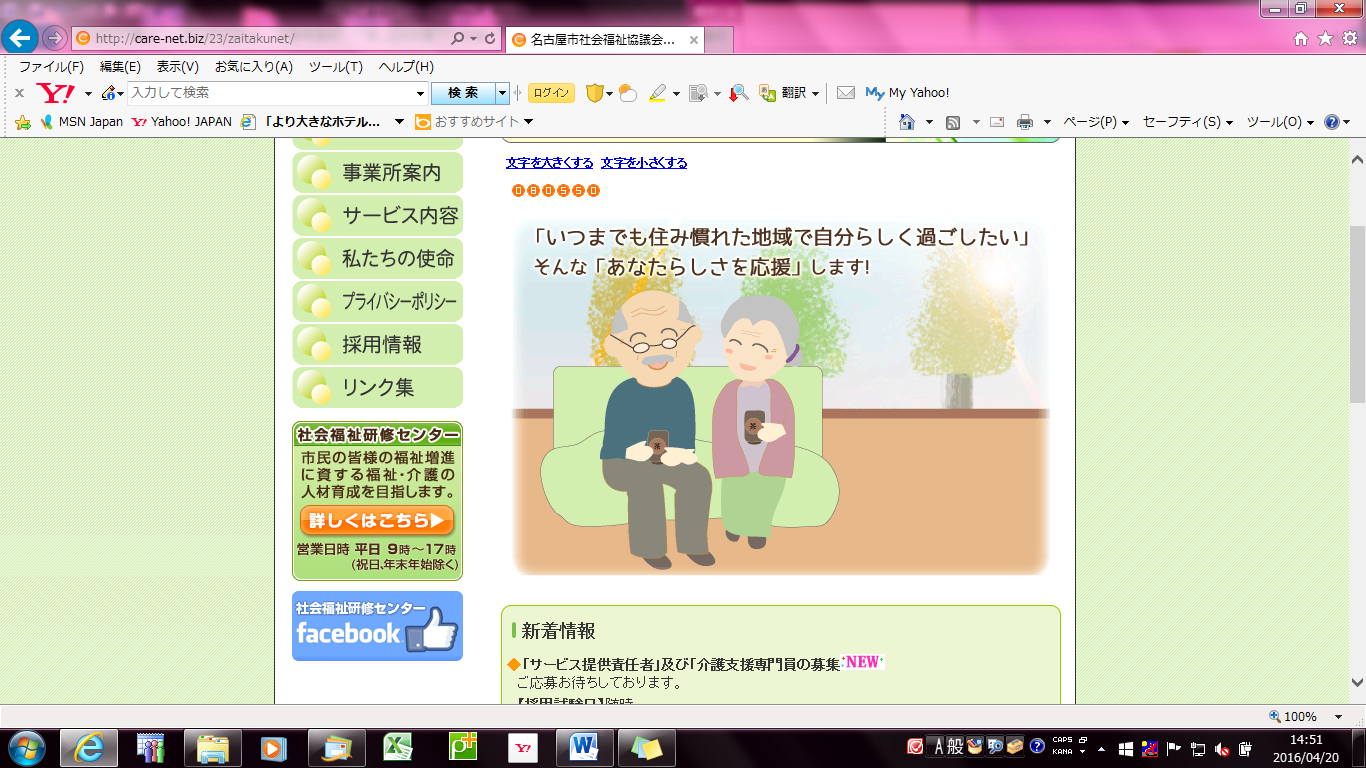 http://care-net.biz/23/zaitakunet/
名古屋市社会福祉協議会...
ファイル(F) 編集(E) 表示(V) お気に入り(A) ツール(T) ヘルプ(H)
Y! 入力して検索 検索 ログイン 翻訳 My My Yahoo!
MSN Japan Y! Yahoo! JAPAN 「より大きなホテル... おすすめサイト ページ(P) セーフティ(S) ツール(O)
事業所案内
サービス内容
私たちの使命
プライバシーポリシー
採用情報
リンク集
社会福祉研修センター
市民の皆様の福祉増進
に資する福祉・介護の
人材育成を目指します。
詳しくはこちら▶
営業日時 平日 9時～17時
(祝日、年末年始除く)
社会福祉研修センター
facebook
文字を大きくする 文字を小さくする
080550
「いつまでも住み慣れた地域で自分らしく過ごしたい」
そんな「あなたらしさを応援」します!
新着情報
◆「サービス提供責任者」及び「介護支援専門員の募集 NEW
ご応募お待ちしております。
【採用試験日】随時
100%
A 般 CAPS KANA
14:51
2016/04/20